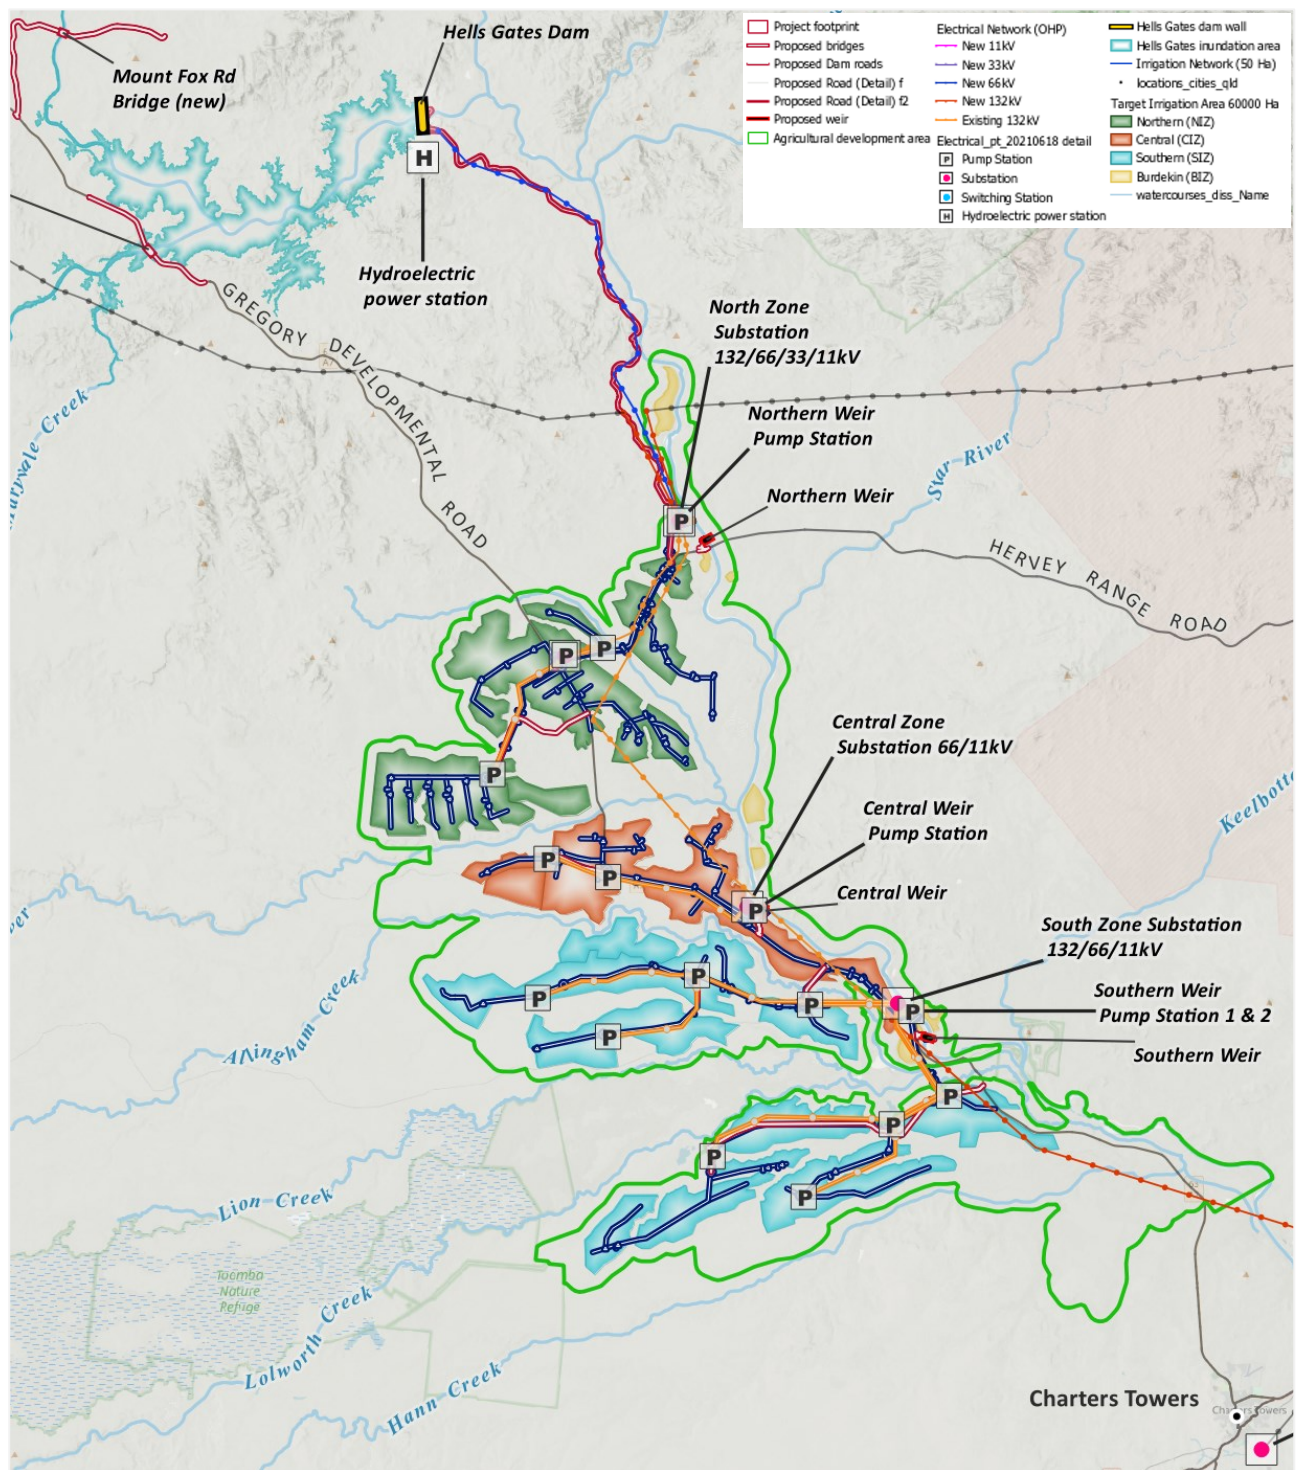 Hells Gates Dam
Mount Fox Rd
Bridge (new)
H
Hydroelectric
power station
Project footprint
Proposed bridges
Proposed Dam roads
Proposed Road (Detail) f
Proposed Road (Detail) f2
Proposed weir
Agricultural development area
Electrical Network (OHP)
New 11kV
New 33kV
New 66kV
New 132kV
Existing 132kV
Electrical_pt_20210618 detail
P Pump Station
Substation
Switching Station
H Hydroelectric power station
Hells Gates dam wall
Hells Gates inundation area
Irrigation Network (50 Ha)
locations_cities_qld
Target Irrigation Area 60000 Ha
Northern (NIZ)
Central (CIZ)
Southern (SIZ)
Burdekin (BIZ)
watercourses_diss_Name
GREGORY DEVELOPMENTAL ROAD
North Zone
Substation
132/66/33/11kV
Northern Weir
Pump Station
Star River
Northern Weir
P
HERVEY RANGE ROAD
P
P
P
Central Zone
Substation 66/11kV
Central Weir
Pump Station
P
P
Central Weir
P
South Zone Substation
132/66/11kV
P
P
P
Southern Weir
Pump Station 1 & 2
P
P
Southern Weir
Allingham Creek
P
P
P
P
Lion Creek
Toomba
Nature
Refuge
Lolworth Creek
Hann Creek
Charters Towers